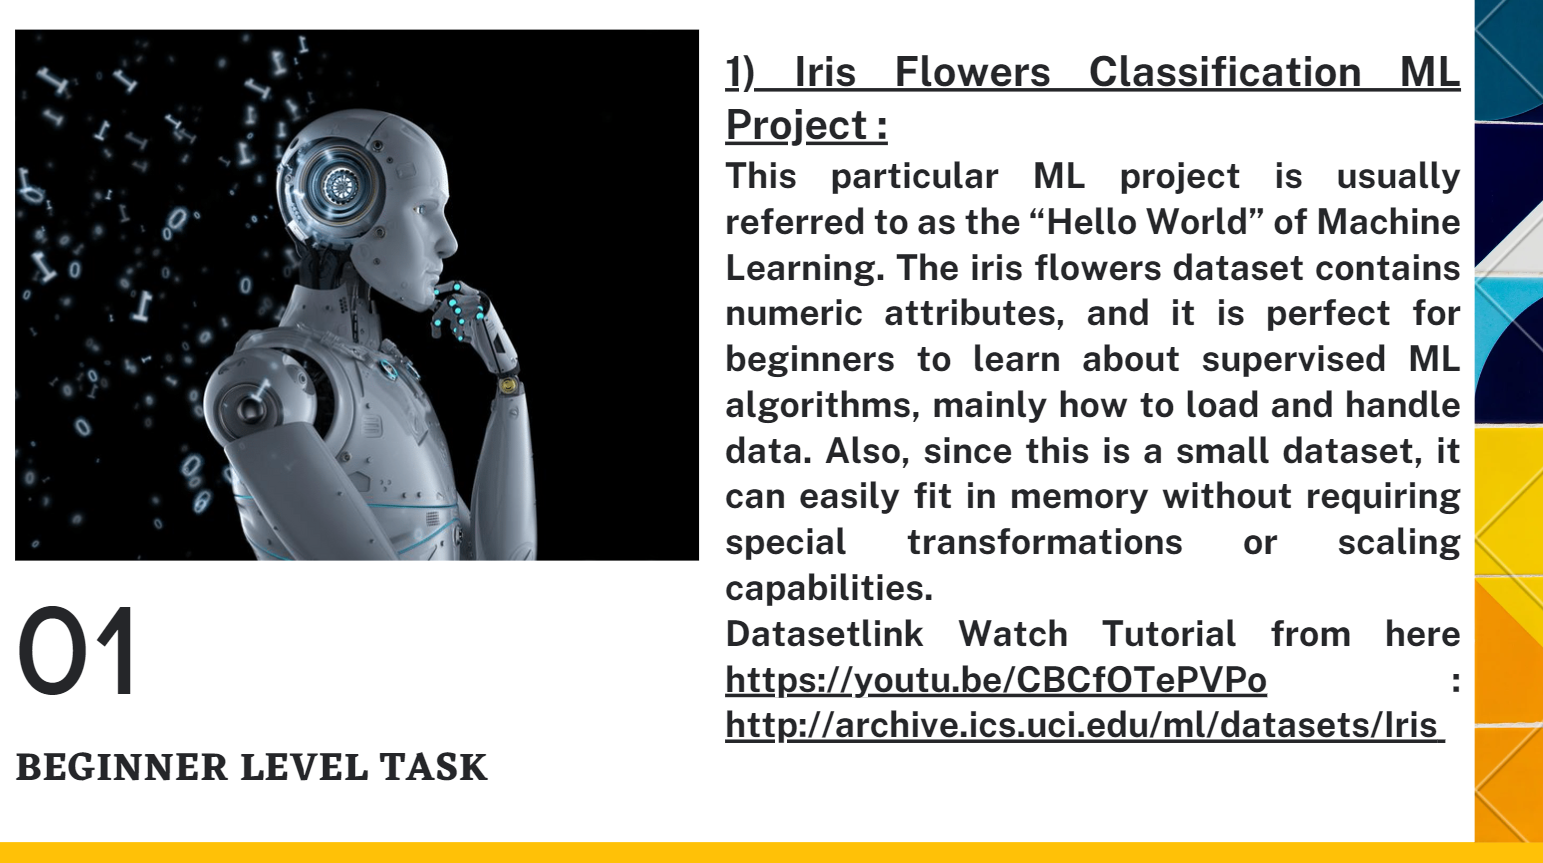 1) Iris Flowers Classification ML
Project :
This particular ML project is usually
referred to as the “Hello World” of Machine
Learning. The iris flowers dataset contains
numeric attributes, and it is perfect for
beginners to learn about supervised ML
algorithms, mainly how to load and handle
data. Also, since this is a small dataset, it
can easily fit in memory without requiring
special transformations or scaling
capabilities.
Datasetlink Watch Tutorial from here
https://youtu.be/CBCfOTePVPo :
http://archive.ics.uci.edu/ml/datasets/Iris
01
BEGINNER LEVEL TASK